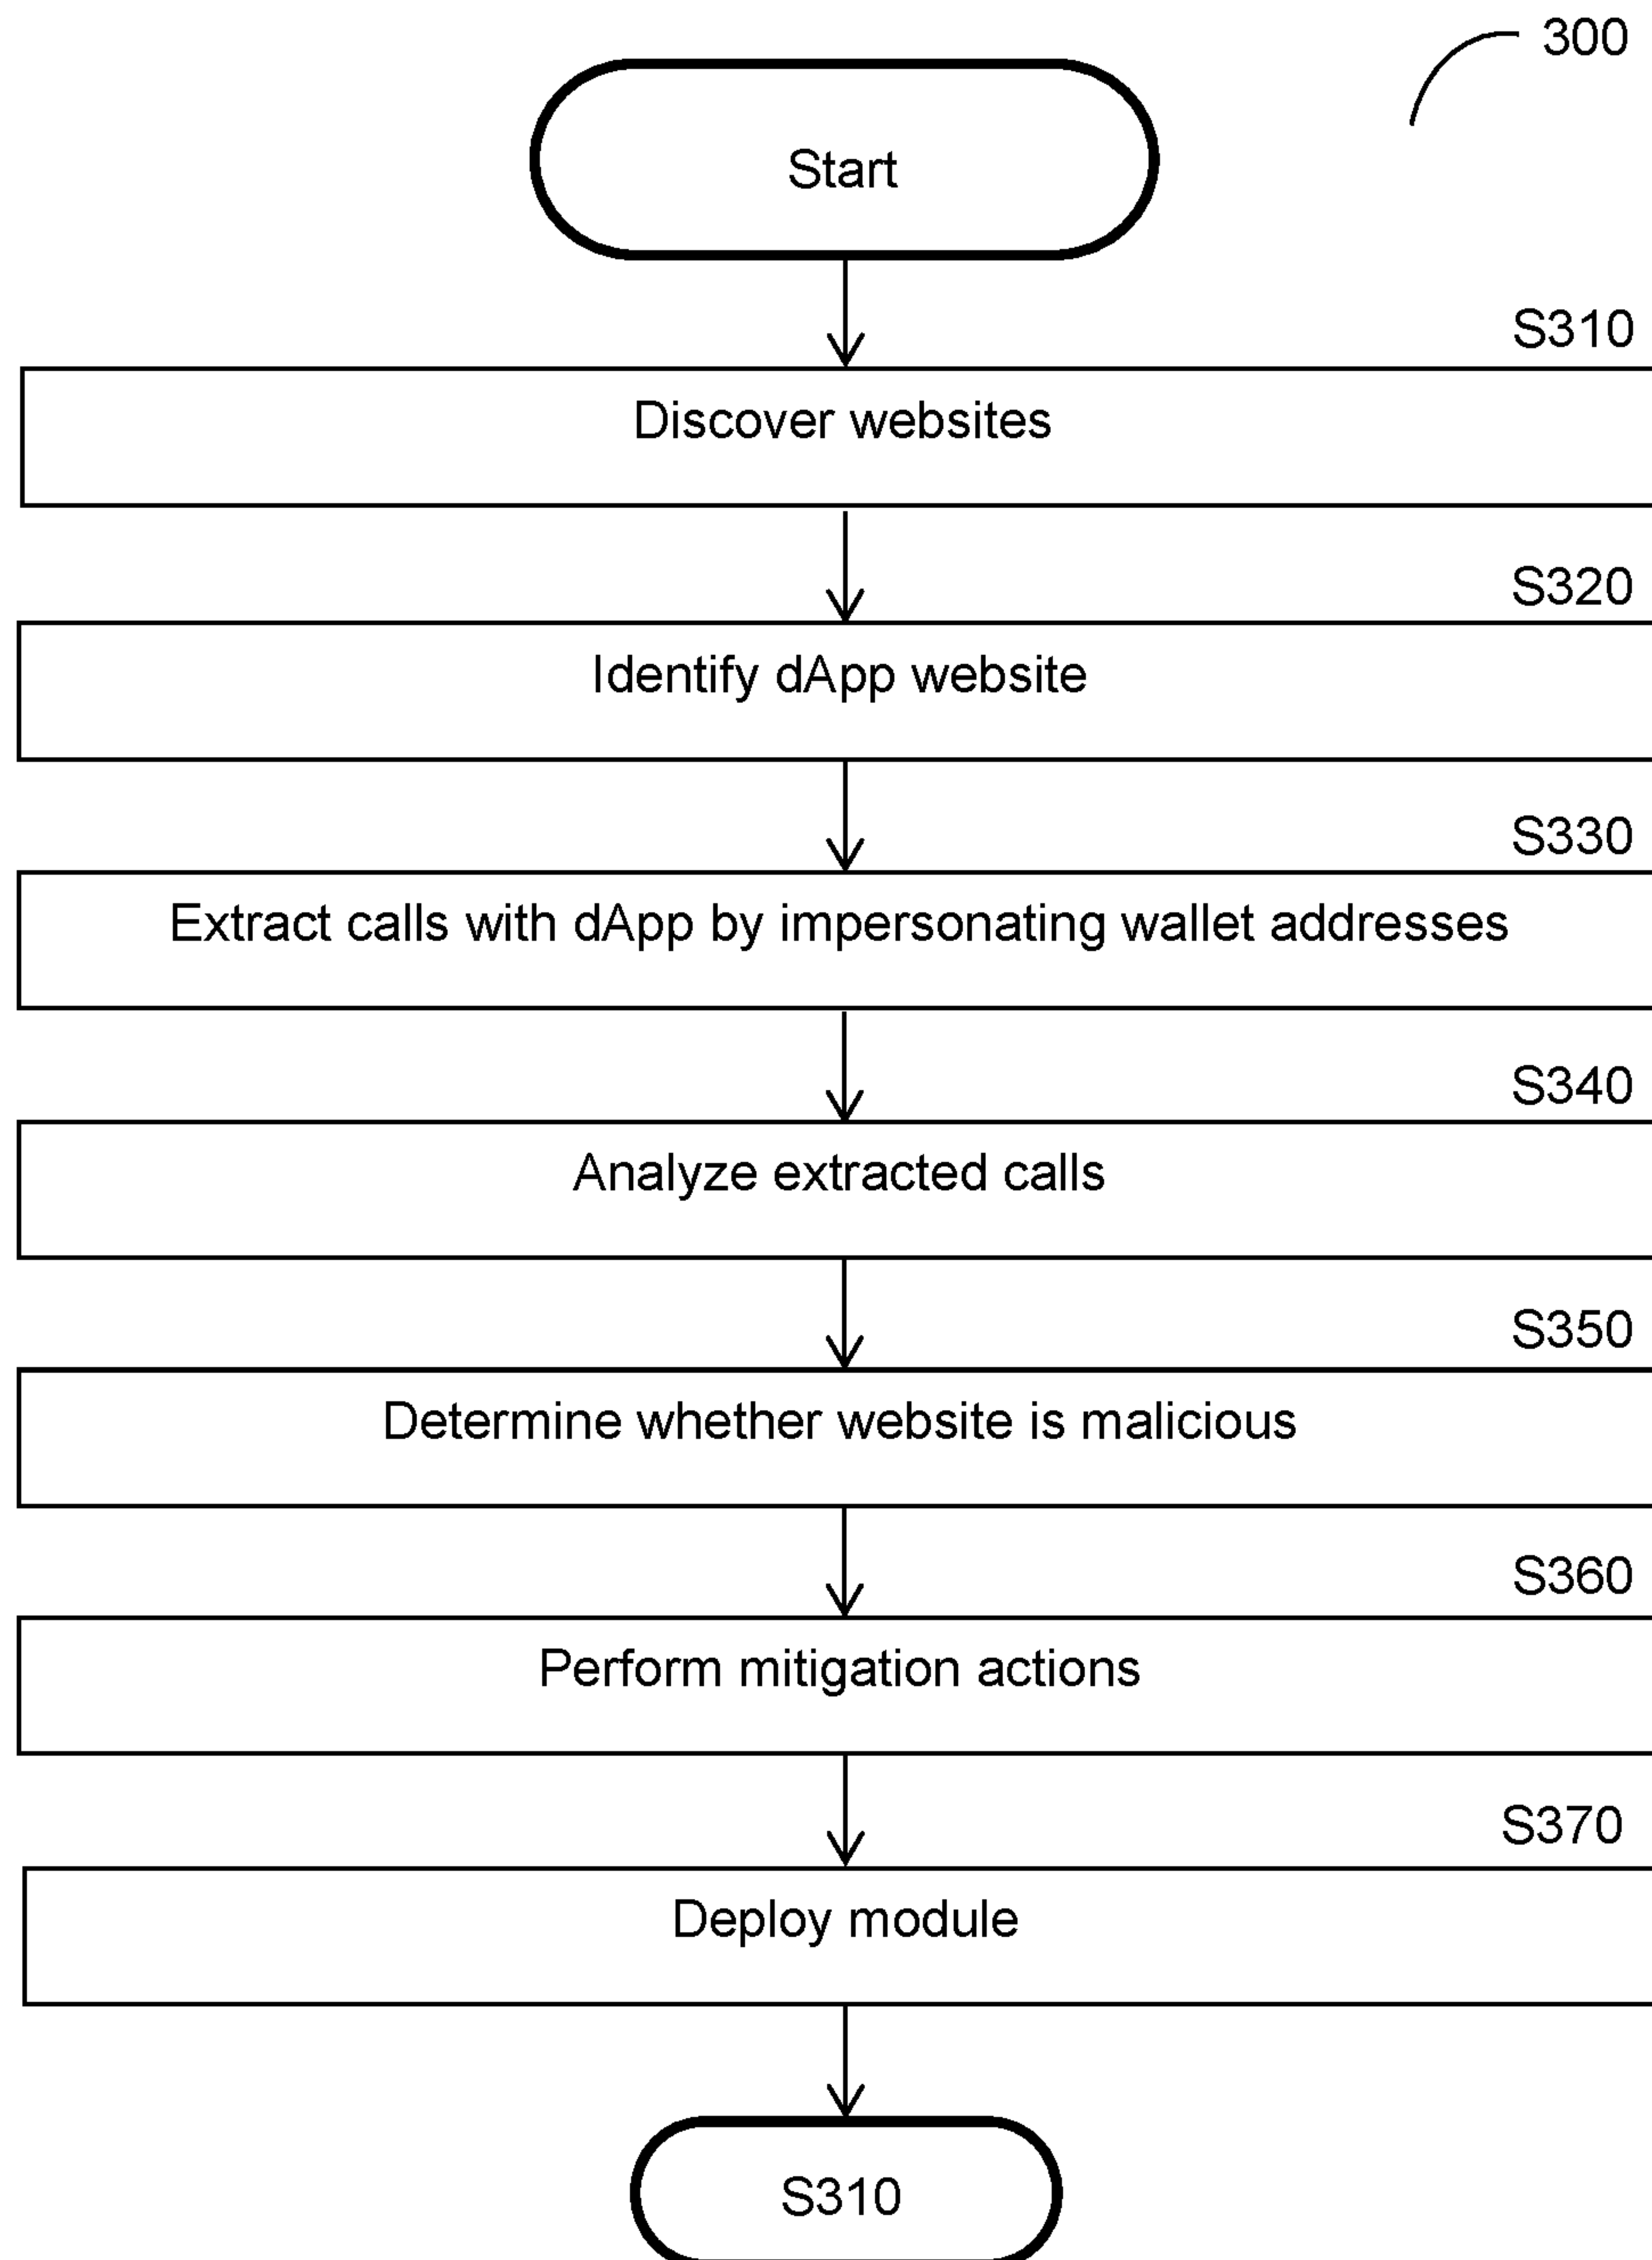 300
Start
S310
Discover websites
S320
Identify dApp website
S330
Extract calls with dApp by impersonating wallet addresses
S340
Analyze extracted calls
S350
Determine whether website is malicious
S360
Perform mitigation actions
S370
Deploy module
S310